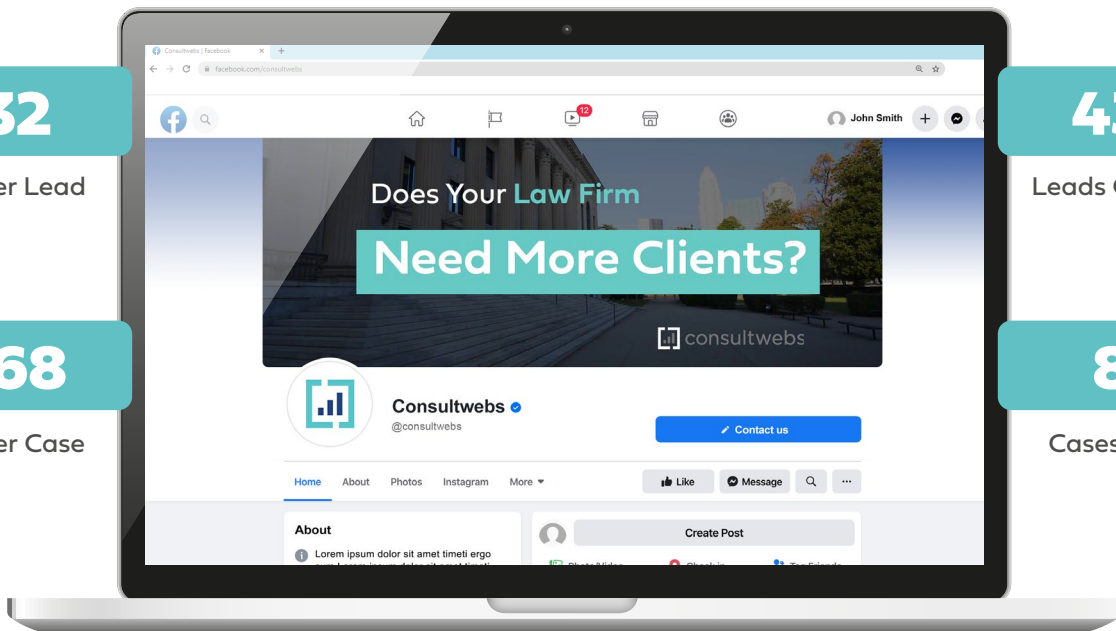 Consultwebs | Facebook
facebook.com/consultwebs
12
John Smith
Does Your Law Firm
Need More Clients?
consultwebs
32
er Lead
Leads
68
er Case
8
Cases
Consultwebs
@consultwebs
Contact us
Home About Photos Instagram More
Like Message
About
Create Post
Lorem ipsum dolor sit amet timeti ergo